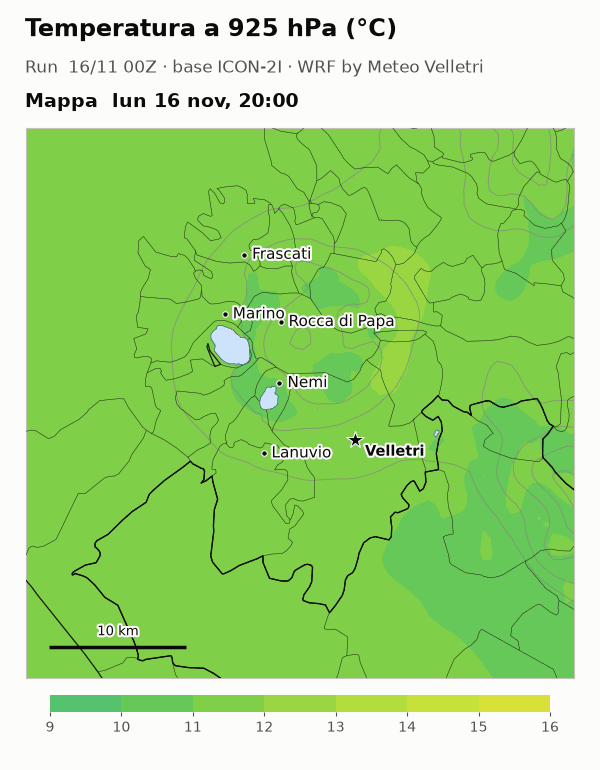 Temperatura a 925 hPa (°C)
Run  16/11 00Z · base ICON-2I · WRF by Meteo Velletri
Mappa  lun 16 nov, 20:00
Frascati
Marino
Rocca di Papa
Nemi
Velletri
Lanuvio
10 km
9 10 11 12 13 14 15 16